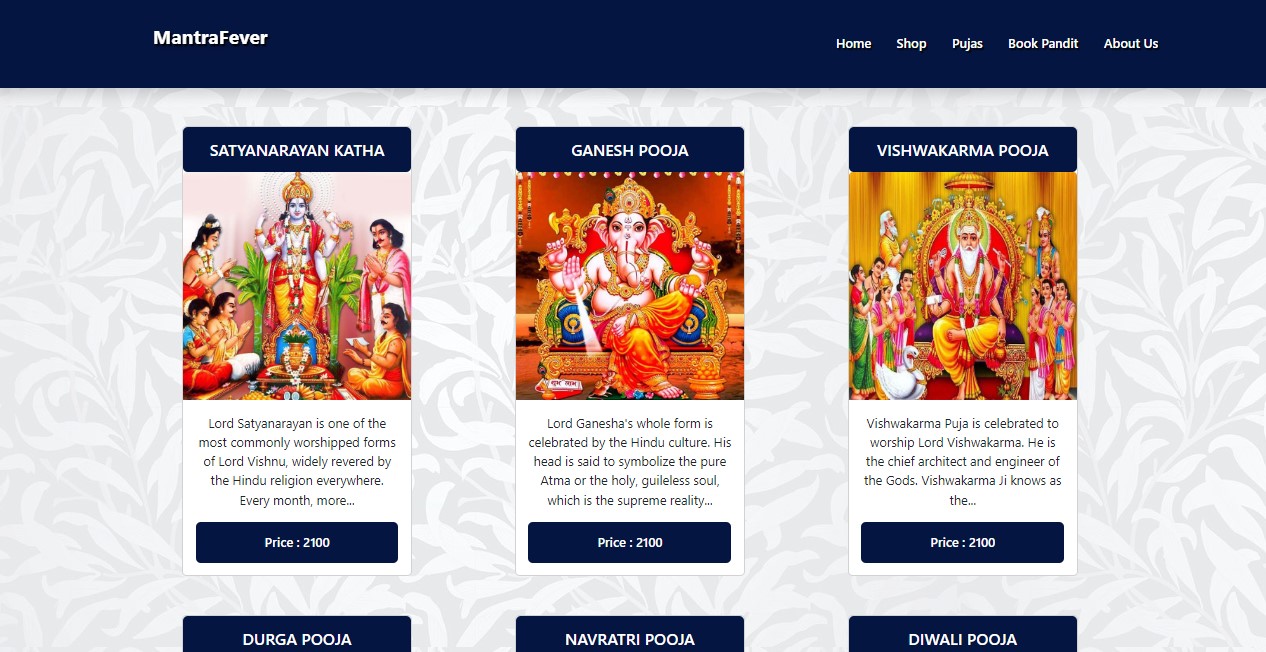 MantraFever
Home Shop Pujas Book Pandit About Us
SATYANARAYAN KATHA
Lord Satyanarayan is one of the
most commonly worshipped forms
of Lord Vishnu, widely revered by
the Hindu religion everywhere.
Every month, more...
Price : 2100
GANESH POOJA
शुभ लाभ
Lord Ganesha's whole form is
celebrated by the Hindu culture. His
head is said to symbolize the pure
Atma or the holy, guileless soul,
which is the supreme reality...
Price : 2100
VISHWAKARMA POOJA
Vishwakarma Puja is celebrated to
worship Lord Vishwakarma. He is
the chief architect and engineer of
the Gods. Vishwakarma Ji knows as
the...
Price : 2100
DURGA POOJA
NAVRATRI POOJA
DIWALI POOJA